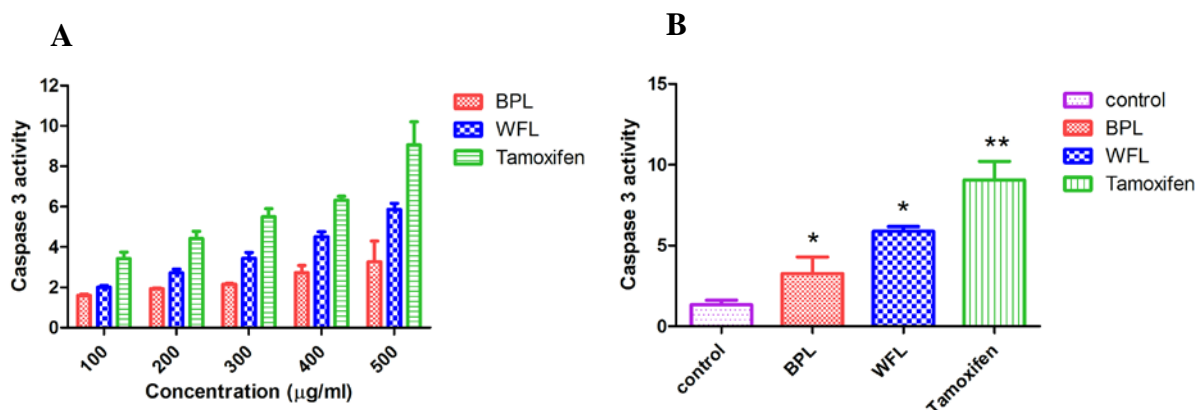 A
Caspase 3 activity
12
10
8
6
4
2
0
100
200
300
400
500
Concentration (μg/ml)
BPL
WFL
Tamoxifen
B
Caspase 3 activity
15
10
5
0
*
*
**
control
BPL
WFL
Tamoxifen
control
BPL
WFL
Tamoxifen